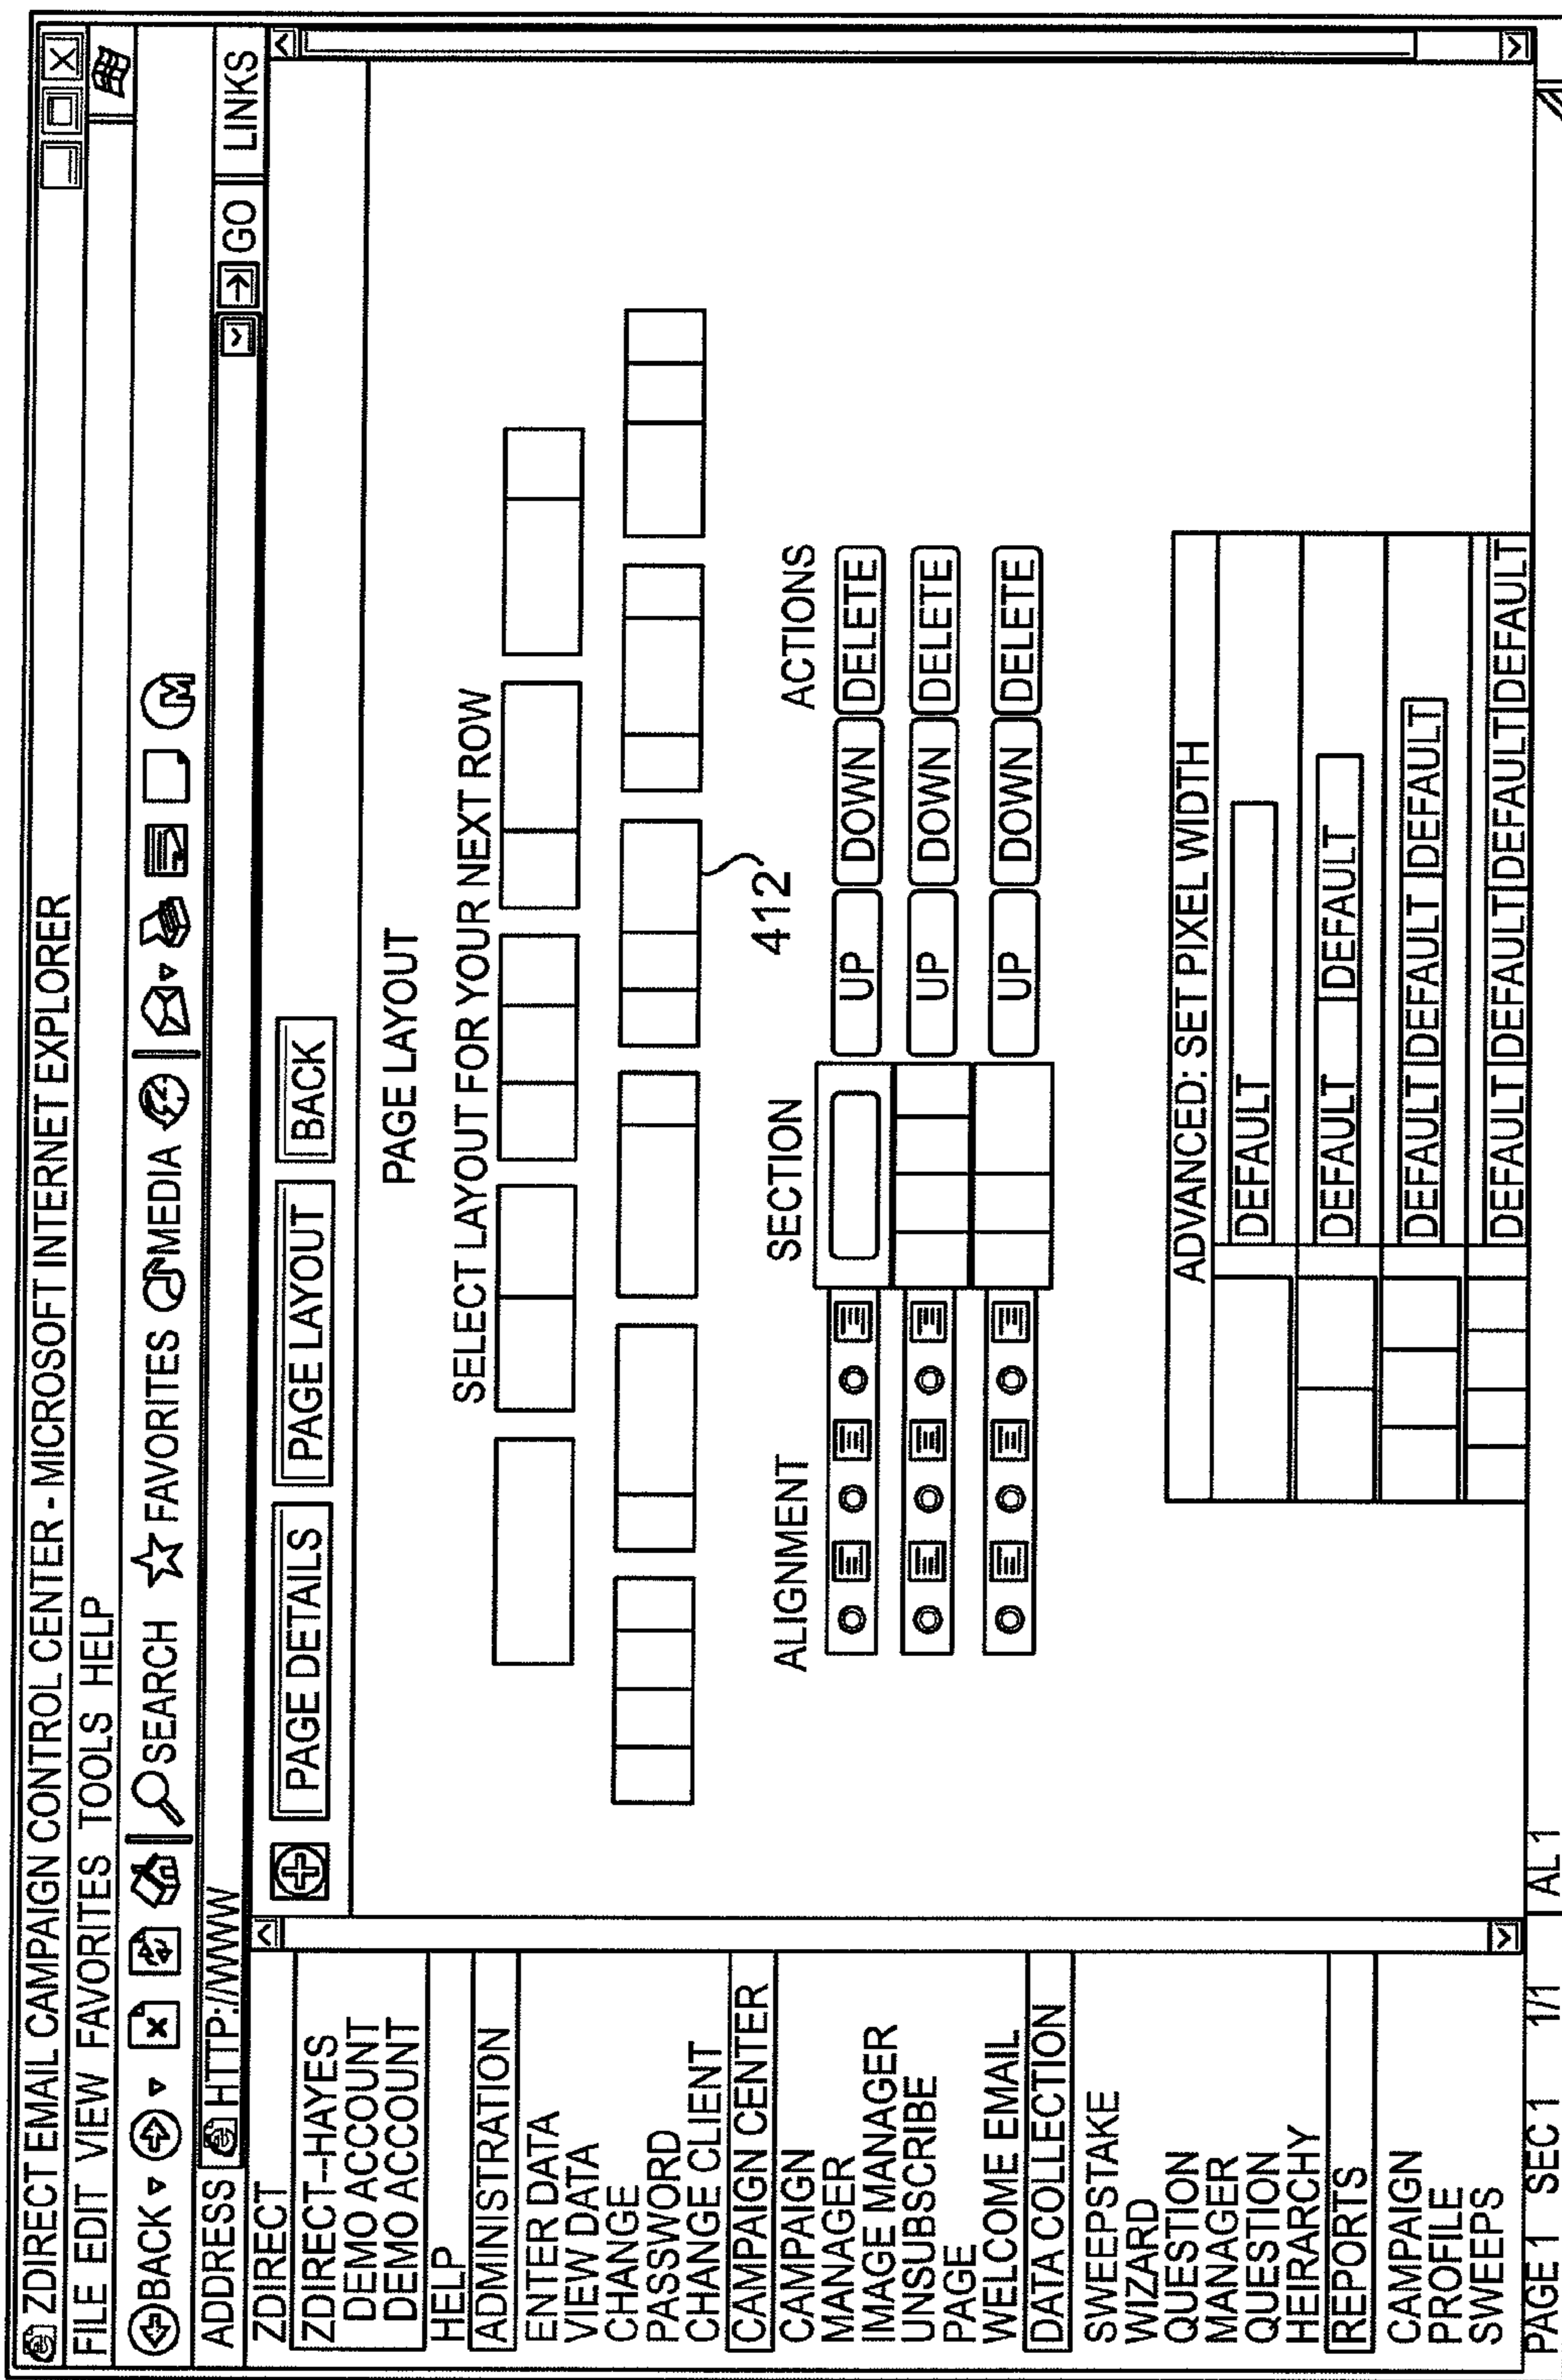 ZDIRECT EMAIL CAMPAIGN CONTROL CENTER - MICROSOFT INTERNET EXPLORER
FILE EDIT VIEW FAVORITES TOOLS HELP
BACK SEARCH FAVORITES MEDIA M
ADDRESS HTTP://WWW GO LINKS
ZDIRECT
ZDIRECT--HAYES
DEMO ACCOUNT
DEMO ACCOUNT
HELP
ADMINISTRATION
ENTER DATA
VIEW DATA
CHANGE
PASSWORD
CHANGE CLIENT
CAMPAIGN CENTER
CAMPAIGN
MANAGER
IMAGE MANAGER
UNSUBSCRIBE
PAGE
WELCOME EMAIL
DATA COLLECTION
SWEEPSTAKE
WIZARD
QUESTION
MANAGER
QUESTION
HEIRARCHY
REPORTS
CAMPAIGN
PROFILE
SWEEPS
PAGE DETAILS PAGE LAYOUT BACK
PAGE LAYOUT
SELECT LAYOUT FOR YOUR NEXT ROW
412
ALIGNMENT SECTION ACTIONS
UP DOWN DELETE
UP DOWN DELETE
UP DOWN DELETE
ADVANCED: SET PIXEL WIDTH
DEFAULT
DEFAULT DEFAULT
DEFAULT DEFAULT DEFAULT
DEFAULT DEFAULT DEFAULT DEFAULT
PAGE 1 SEC 1 1/1 AL 1